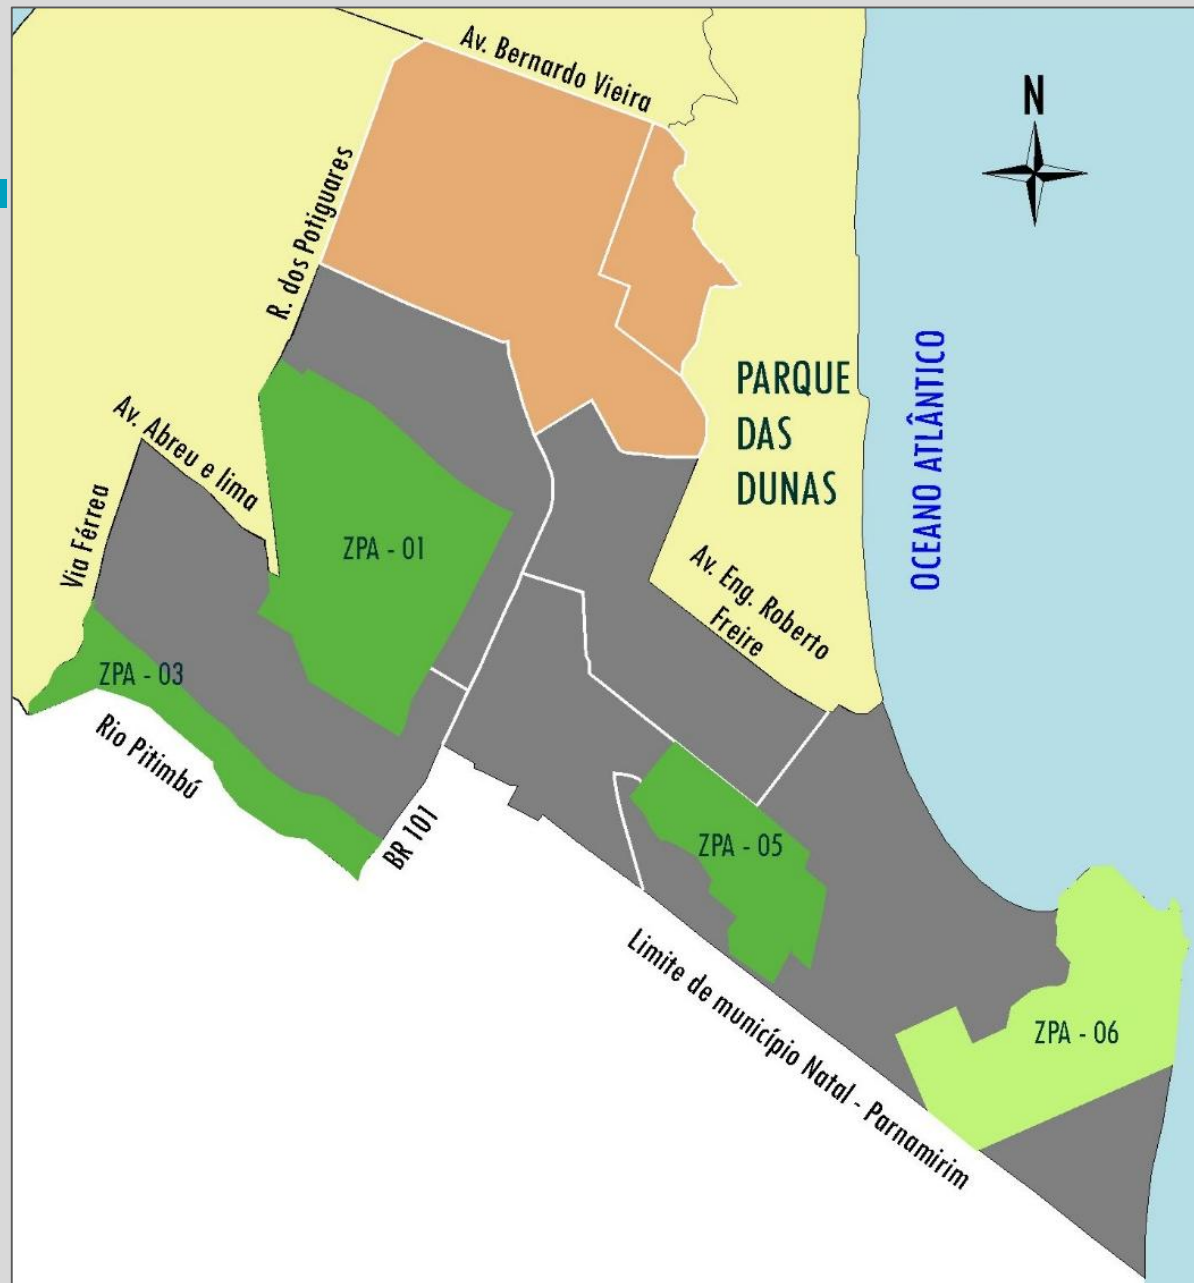 Av. Bernardo Vieira
N
R. dos Potiguares
PARQUE
DAS
DUNAS
OCEANO ATLÂNTICO
Av. Abreu e lima
Via Férrea
ZPA - 01
Av. Eng. Roberto
Freire
ZPA - 03
Rio Pitimbú
BR 101
ZPA - 05
Limite de município Natal - Parnamirim
ZPA - 06